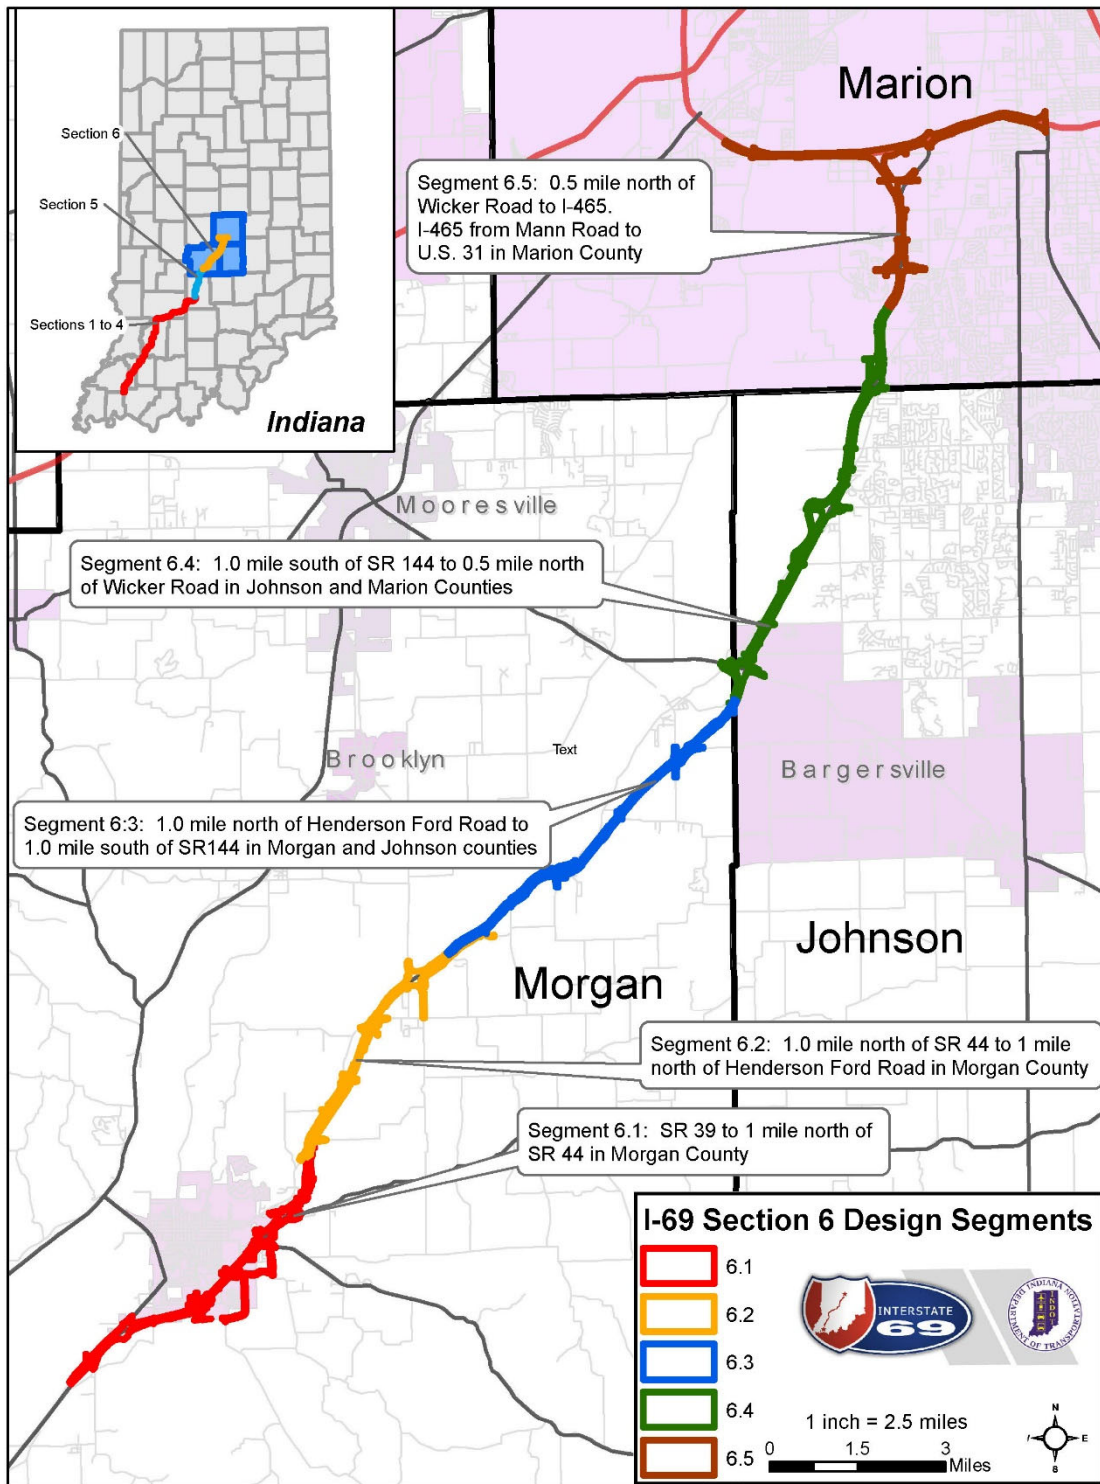 Marion
Section 6
Section 5
Sections 1 to 4
Indiana
Segment 6.5: 0.5 mile north of
Wicker Road to I-465.
I-465 from Mann Road to
U.S. 31 in Marion County
Mooresville
Segment 6.4: 1.0 mile south of SR 144 to 0.5 mile north
of Wicker Road in Johnson and Marion Counties
Brooklyn
Text
Bargersville
Segment 6:3: 1.0 mile north of Henderson Ford Road to
1.0 mile south of SR144 in Morgan and Johnson counties
Johnson
Morgan
Segment 6.2: 1.0 mile north of SR 44 to 1 mile
north of Henderson Ford Road in Morgan County
Segment 6.1: SR 39 to 1 mile north of
SR 44 in Morgan County
I-69 Section 6 Design Segments
6.1
6.2
6.3
6.4
6.5
INTERSTATE
69
INDIANA
DEPARTMENT OF TRANSPORTATION
INDOT
1 inch = 2.5 miles
0 1.5 3
Miles
N
E
S